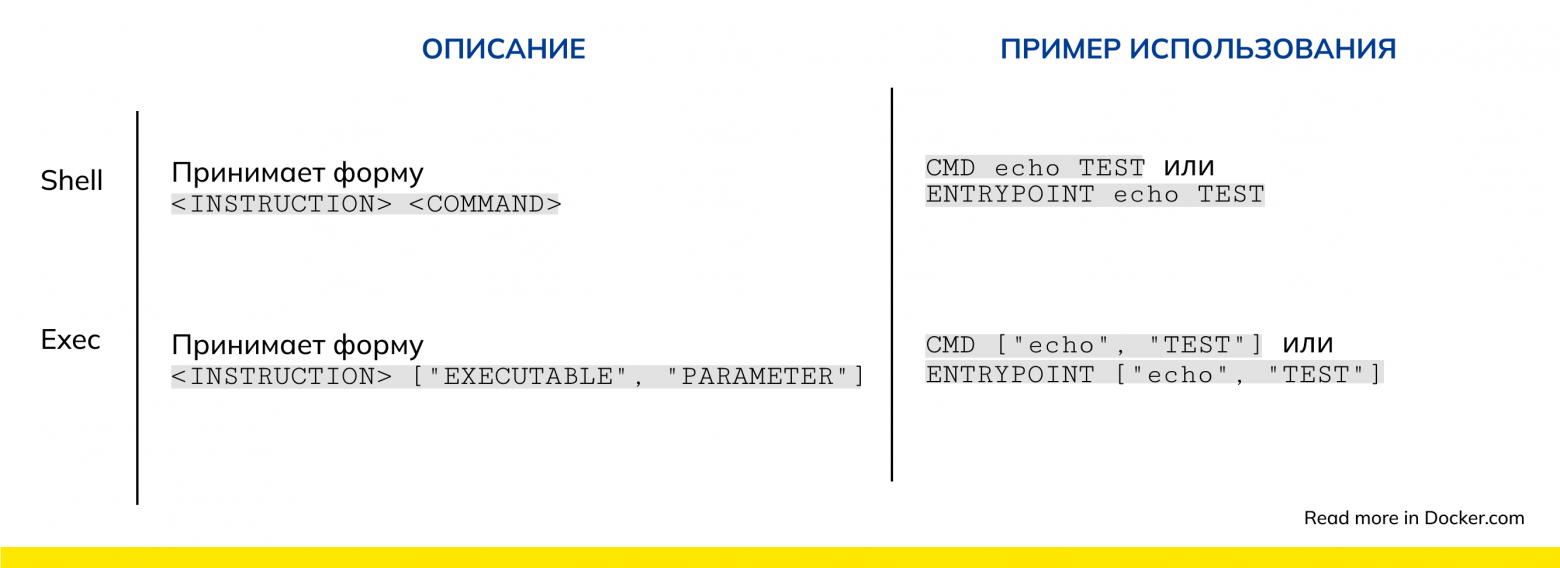 ОПИСАНИЕ
ПРИМЕР ИСПОЛЬЗОВАНИЯ
Shell
Принимает форму
<INSTRUCTION> <COMMAND>
CMD echo TEST или
ENTRYPOINT echo TEST
Exec
Принимает форму
<INSTRUCTION> ["EXECUTABLE", "PARAMETER"]
CMD ["echo", "TEST"] или
ENTRYPOINT ["echo", "TEST"]
Read more in Docker.com